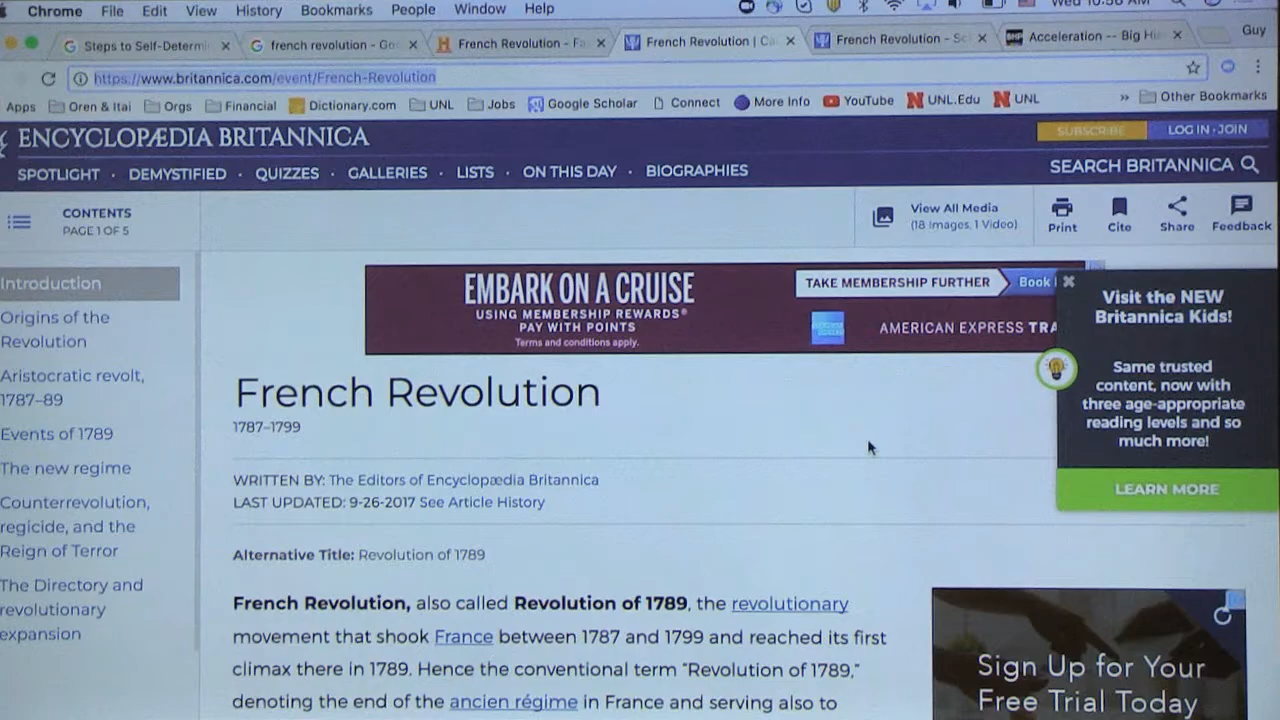 Chrome File Edit View History Bookmarks People Window Help
Steps to Self-Determi
french revolution - Go
French Revolution - Fa
French Revolution | Ca
French Revolution - Sc
Acceleration -- Big Hi
Guy
https://www.britannica.com/event/French-Revolution
Apps Oren & Itai Orgs Financial Dictionary.com UNL Jobs Google Scholar Connect More Info YouTube UNL.Edu UNL » Other Bookmarks
ENCYCLOPÆDIA BRITANNICA
SUBSCRIBE LOG IN · JOIN
SPOTLIGHT · DEMYSTIFIED · QUIZZES · GALLERIES · LISTS · ON THIS DAY · BIOGRAPHIES
SEARCH BRITANNICA
CONTENTS
PAGE 1 OF 5
View All Media
(18 Images, 1 Video)
Print Cite Share Feedback
Introduction
Origins of the
Revolution
Aristocratic revolt,
1787–89
Events of 1789
The new regime
Counterrevolution,
regicide, and the
Reign of Terror
The Directory and
revolutionary
expansion
EMBARK ON A CRUISE
USING MEMBERSHIP REWARDS®
PAY WITH POINTS
Terms and conditions apply.
TAKE MEMBERSHIP FURTHER
Book
AMERICAN EXPRESS TRA
Visit the NEW
Britannica Kids!
Same trusted
content, now with
three age-appropriate
reading levels and so
much more!
LEARN MORE
French Revolution
1787–1799
WRITTEN BY: The Editors of Encyclopædia Britannica
LAST UPDATED: 9-26-2017 See Article History
Alternative Title: Revolution of 1789
French Revolution, also called Revolution of 1789, the revolutionary
movement that shook France between 1787 and 1799 and reached its first
climax there in 1789. Hence the conventional term "Revolution of 1789,"
denoting the end of the ancien régime in France and serving also to
Sign Up for Your
Free Trial Today